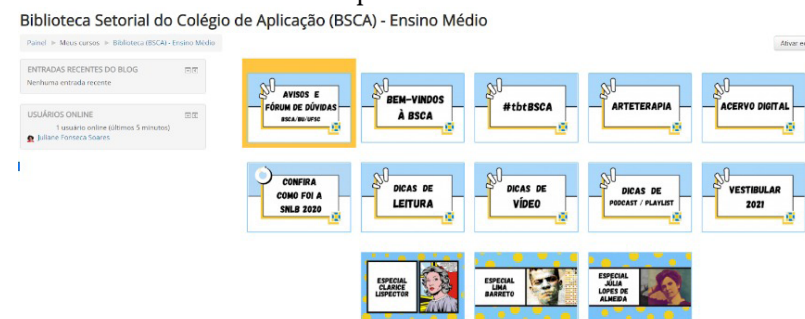 Biblioteca Setorial do Colégio de Aplicação (BSCA) - Ensino Médio
Painel ► Meus cursos ► Biblioteca (BSCA) - Ensino Médio
Ativar e
ENTRADAS RECENTES DO BLOG
Nenhuma entrada recente
USUÁRIOS ONLINE
1 usuário online (últimos 5 minutos)
Juliane Fonseca Soares
AVISOS E
FÓRUM DE DÚVIDAS
BSCA/BU/UFSC
BEM-VINDOS
À BSCA
#tbtBSCA
ARTETERAPIA
ACERVO DIGITAL
CONFIRA
COMO FOI A
SNLB 2020
DICAS DE
LEITURA
DICAS DE
VÍDEO
DICAS DE
PODCAST / PLAYLIST
VESTIBULAR
2021
ESPECIAL
CLARICE
LISPECTOR
ESPECIAL
LIMA
BARRETO
ESPECIAL
JÚLIA
LOPES DE
ALMEIDA